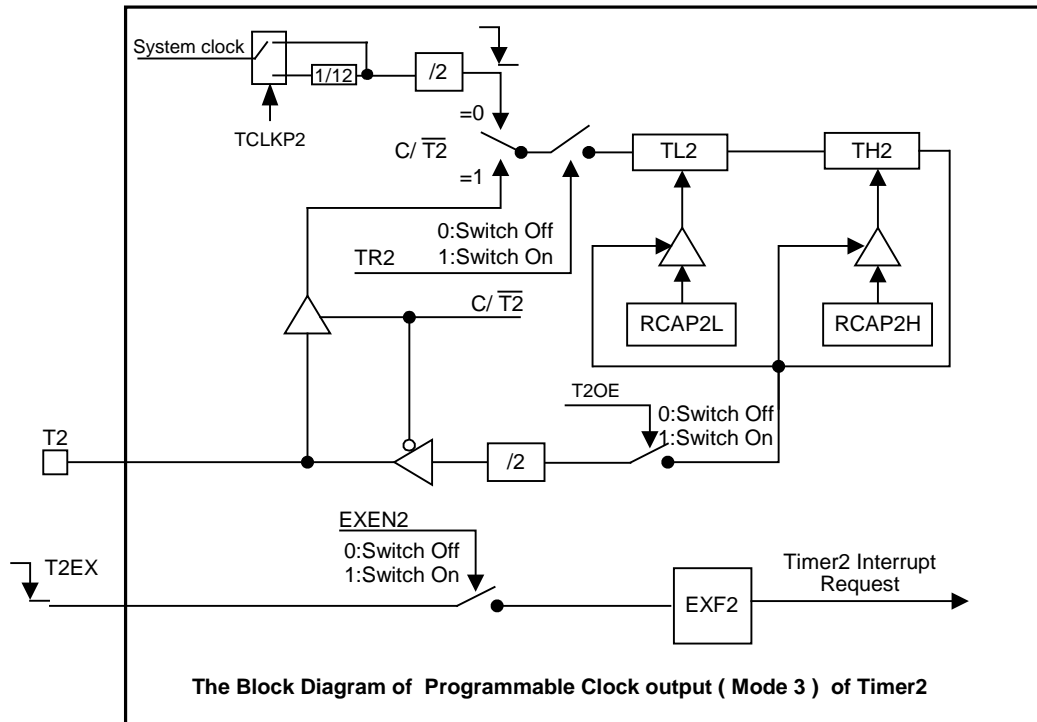 System clock
1/12
/2
TCLKP2
=0
C/ T2
=1
TL2
TH2
0:Switch Off
1:Switch On
TR2
C/ T2
RCAP2L
RCAP2H
T2OE
0:Switch Off
1:Switch On
T2
/2
EXEN2
0:Switch Off
1:Switch On
T2EX
EXF2
Timer2 Interrupt
Request
The Block Diagram of Programmable Clock output ( Mode 3 ) of Timer2